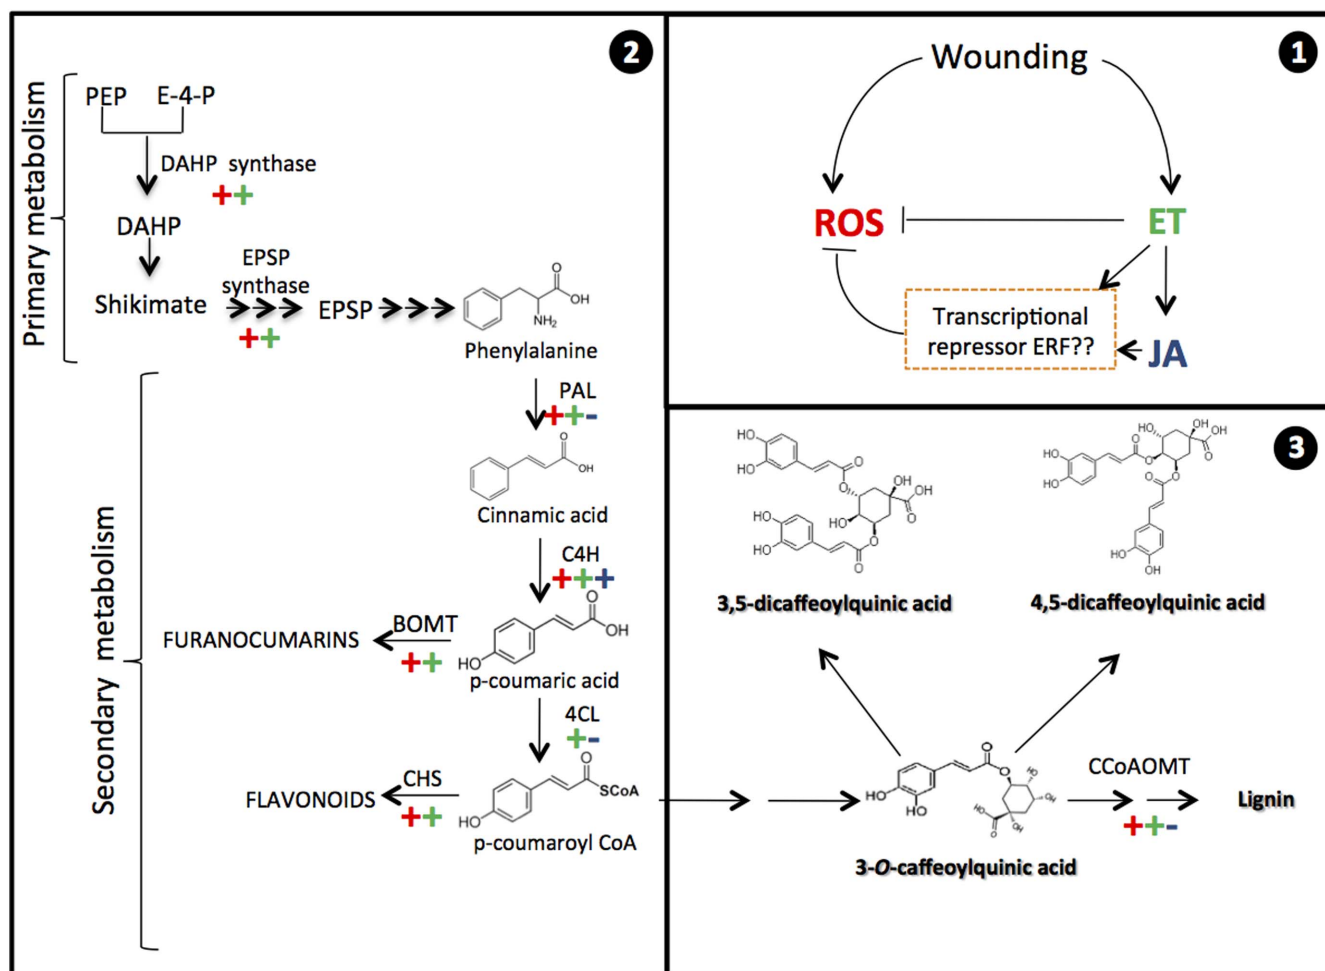 2
Primary metabolism
PEP
E-4-P
DAHP synthase
++
DAHP
EPSP
synthase
Shikimate
++
EPSP
O
OH
NH₂
Phenylalanine
PAL
++-
O
OH
Cinnamic acid
Secondary metabolism
C4H
+++
FURANOCUMARINS
BOMT
++
O
OH
HO
p-coumaric acid
4CL
+-
FLAVONOIDS
CHS
++
O
SCoA
HO
p-coumaroyl CoA
1
Wounding
ROS
ET
Transcriptional
repressor ERF??
JA
3
HO
HO
O
O
OH
OH
O
HO
HO
HO
O
O
3,5-dicaffeoylquinic acid
HO
OH
OH
O
O
O
HO
HO
O
O
HO
OH
4,5-dicaffeoylquinic acid
O
O
HO
HO
HO
OH
HO
O
OH
3-O-caffeoylquinic acid
CCoAOMT
++-
Lignin